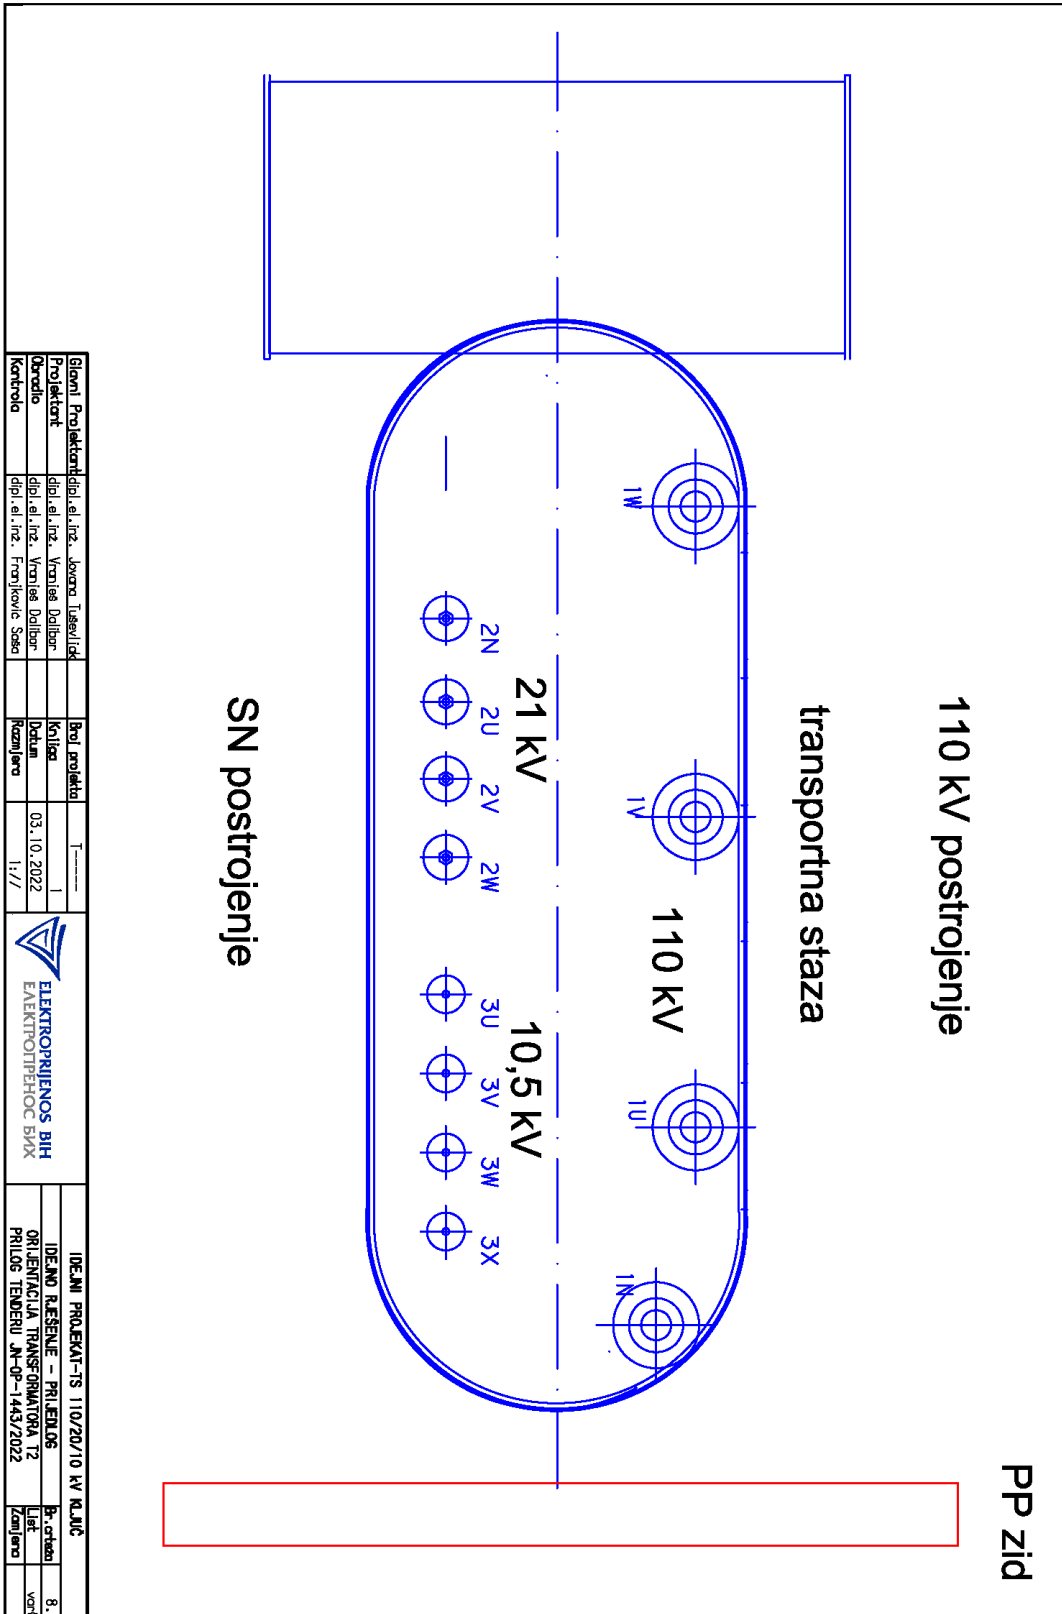 110 kV postrojenje
PP zid
transportna staza
110 kV
1W
1V
1U
1N
21 kV
10,5 kV
2N
2U
2V
2W
3U
3V
3W
3X
SN postrojenje
Glavni Projektant
dipl.el.inž. Jovana Tuševljak
Broj projekta
T-----
Projektant
dipl.el.inž. Vranješ Dalibor
Knjiga
1
Obradio
dipl.el.inž. Vranješ Dalibor
Datum
03.10.2022
Kontrola
dipl.el.inž. Franjković Saša
Razmjera
1://
ELEKTROPRIJENOS BIH
ЕЛЕКТРОПРЕНОС БИХ
IDEJNI PROJEKAT-TS 110/20/10 kV KLJUČ
IDEJNO RJEŠENJE - PRIJEDLOG
ORIJENTACIJA TRANSFORMATORA T2
PRILOG TENDERU JN-OP-1443/2022
Br.crteža
8.
List
Zamjena